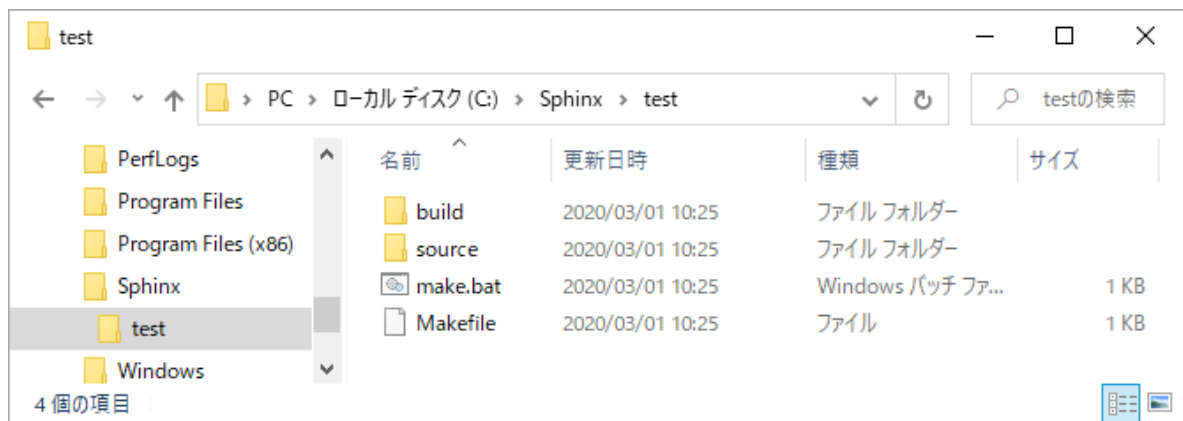 test
PC > ローカル ディスク (C:) > Sphinx > test
testの検索
PerfLogs
Program Files
Program Files (x86)
Sphinx
test
Windows
名前 更新日時 種類 サイズ
build 2020/03/01 10:25 ファイル フォルダー
source 2020/03/01 10:25 ファイル フォルダー
make.bat 2020/03/01 10:25 Windows バッチ ファ... 1 KB
Makefile 2020/03/01 10:25 ファイル 1 KB
4 個の項目